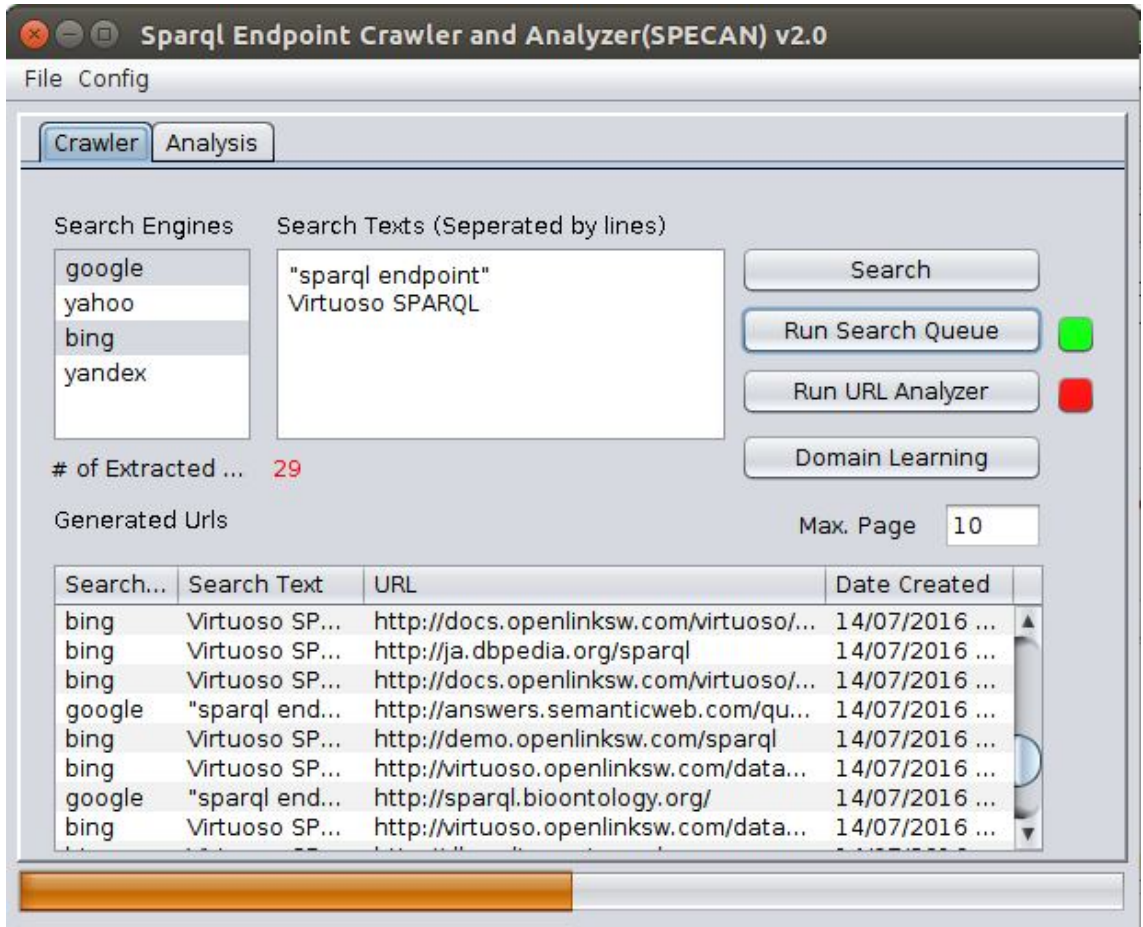 Sparql Endpoint Crawler and Analyzer(SPECAN) v2.0
File Config
Crawler Analysis
Search Engines Search Texts (Seperated by lines)
google
yahoo
bing
yandex
"sparql endpoint"
Virtuoso SPARQL
Search
Run Search Queue
Run URL Analyzer
Domain Learning
# of Extracted ... 29
Generated Urls
Max. Page 10
Search... Search Text URL Date Created
bing Virtuoso SP... http://docs.openlinksw.com/virtuoso/... 14/07/2016 ...
bing Virtuoso SP... http://ja.dbpedia.org/sparql 14/07/2016 ...
bing Virtuoso SP... http://docs.openlinksw.com/virtuoso/... 14/07/2016 ...
google "sparql end... http://answers.semanticweb.com/qu... 14/07/2016 ...
bing Virtuoso SP... http://demo.openlinksw.com/sparql 14/07/2016 ...
bing Virtuoso SP... http://virtuoso.openlinksw.com/data... 14/07/2016 ...
google "sparql end... http://sparql.bioontology.org/ 14/07/2016 ...
bing Virtuoso SP... http://virtuoso.openlinksw.com/data... 14/07/2016 ...